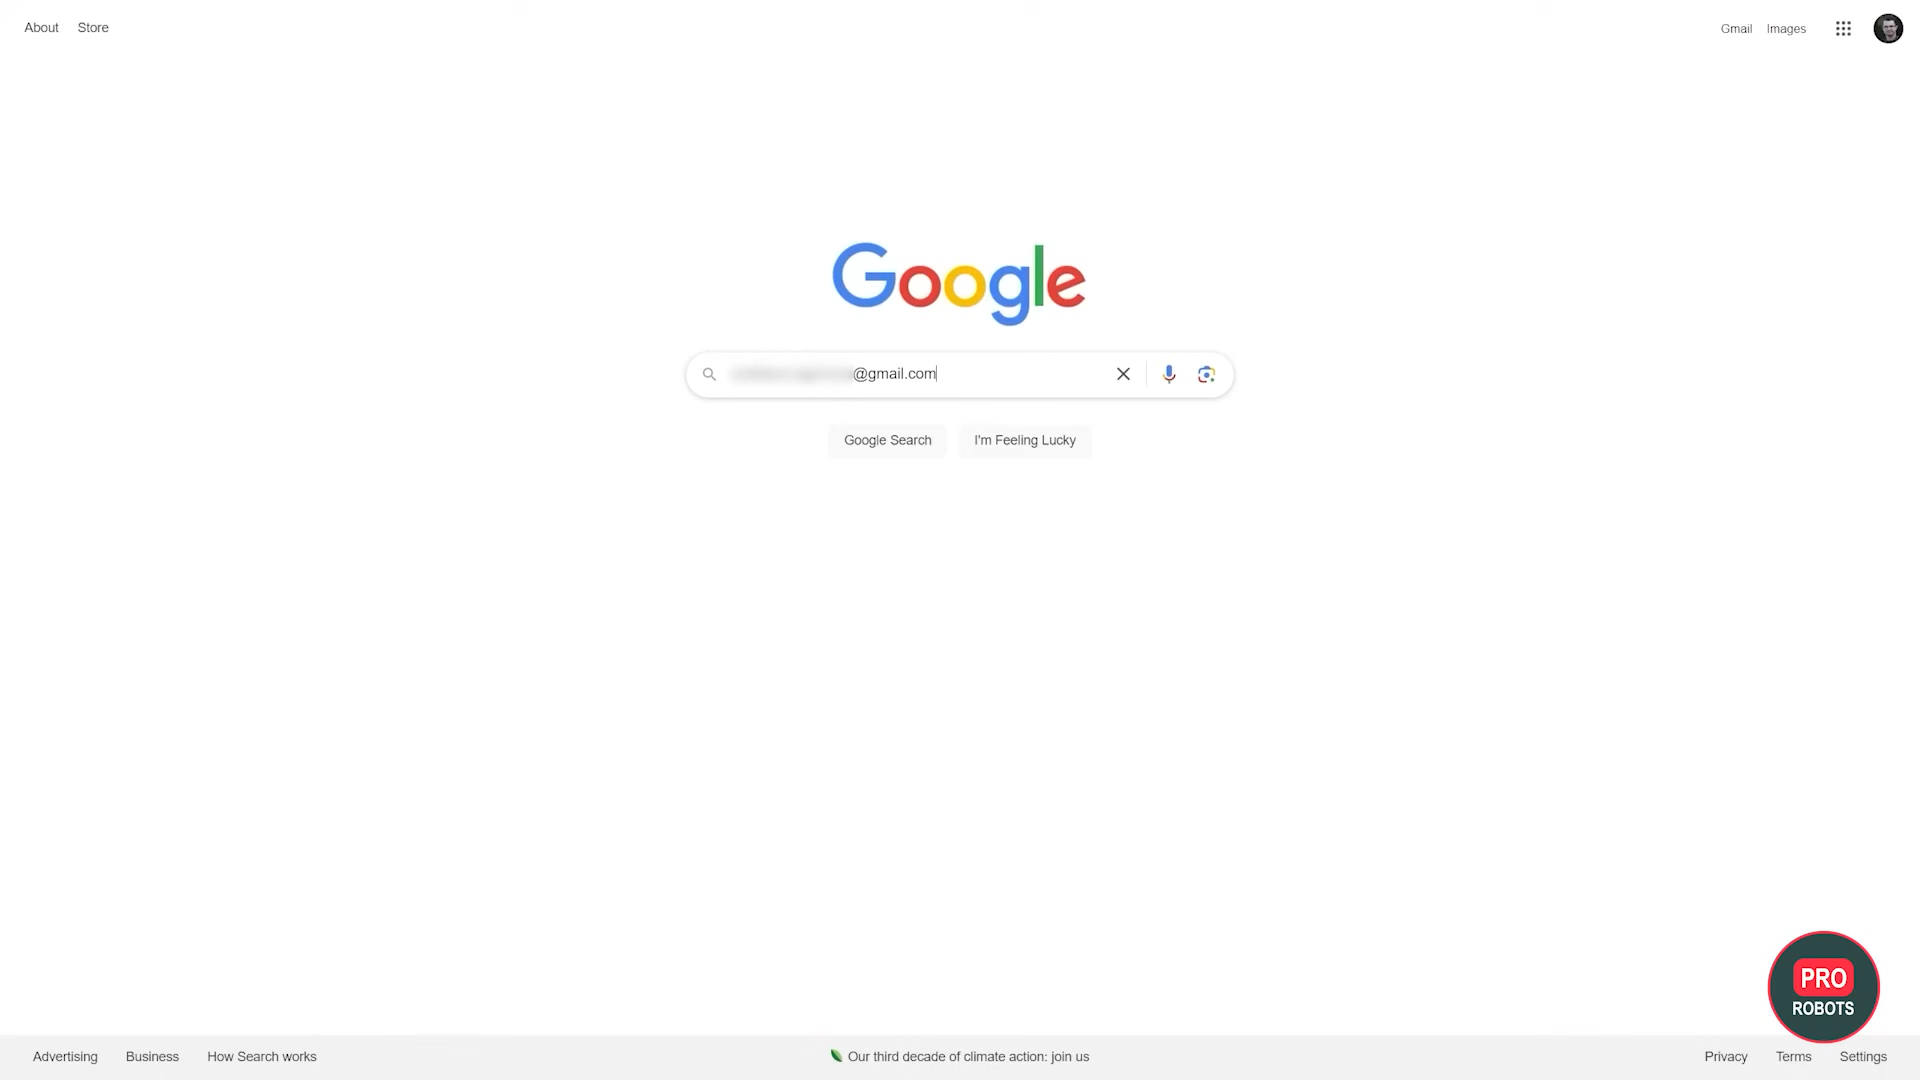 About Store
Gmail Images
Google
@gmail.com
Google Search I'm Feeling Lucky
PRO
ROBOTS
Advertising Business How Search works
Our third decade of climate action: join us
Privacy Terms Settings